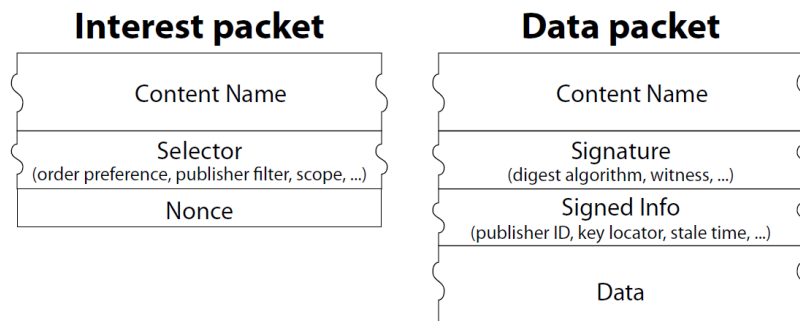 Interest packet
Content Name
Selector
(order preference, publisher filter, scope, ...)
Nonce
Data packet
Content Name
Signature
(digest algorithm, witness, ...)
Signed Info
(publisher ID, key locator, stale time, ...)
Data